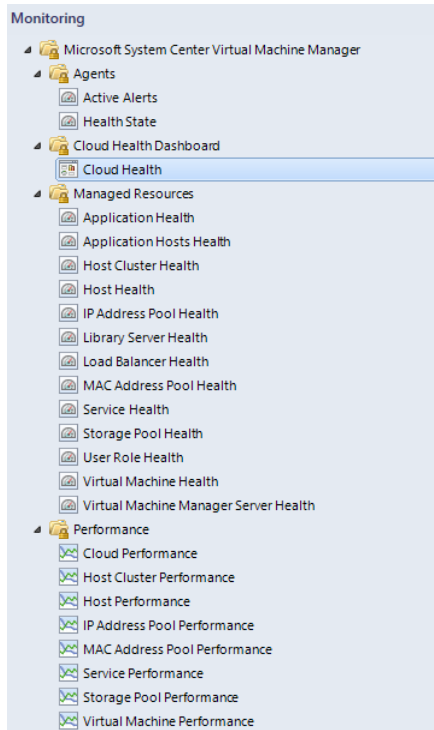 Monitoring
Microsoft System Center Virtual Machine Manager
Agents
Active Alerts
Health State
Cloud Health Dashboard
Cloud Health
Managed Resources
Application Health
Application Hosts Health
Host Cluster Health
Host Health
IP Address Pool Health
Library Server Health
Load Balancer Health
MAC Address Pool Health
Service Health
Storage Pool Health
User Role Health
Virtual Machine Health
Virtual Machine Manager Server Health
Performance
Cloud Performance
Host Cluster Performance
Host Performance
IP Address Pool Performance
MAC Address Pool Performance
Service Performance
Storage Pool Performance
Virtual Machine Performance